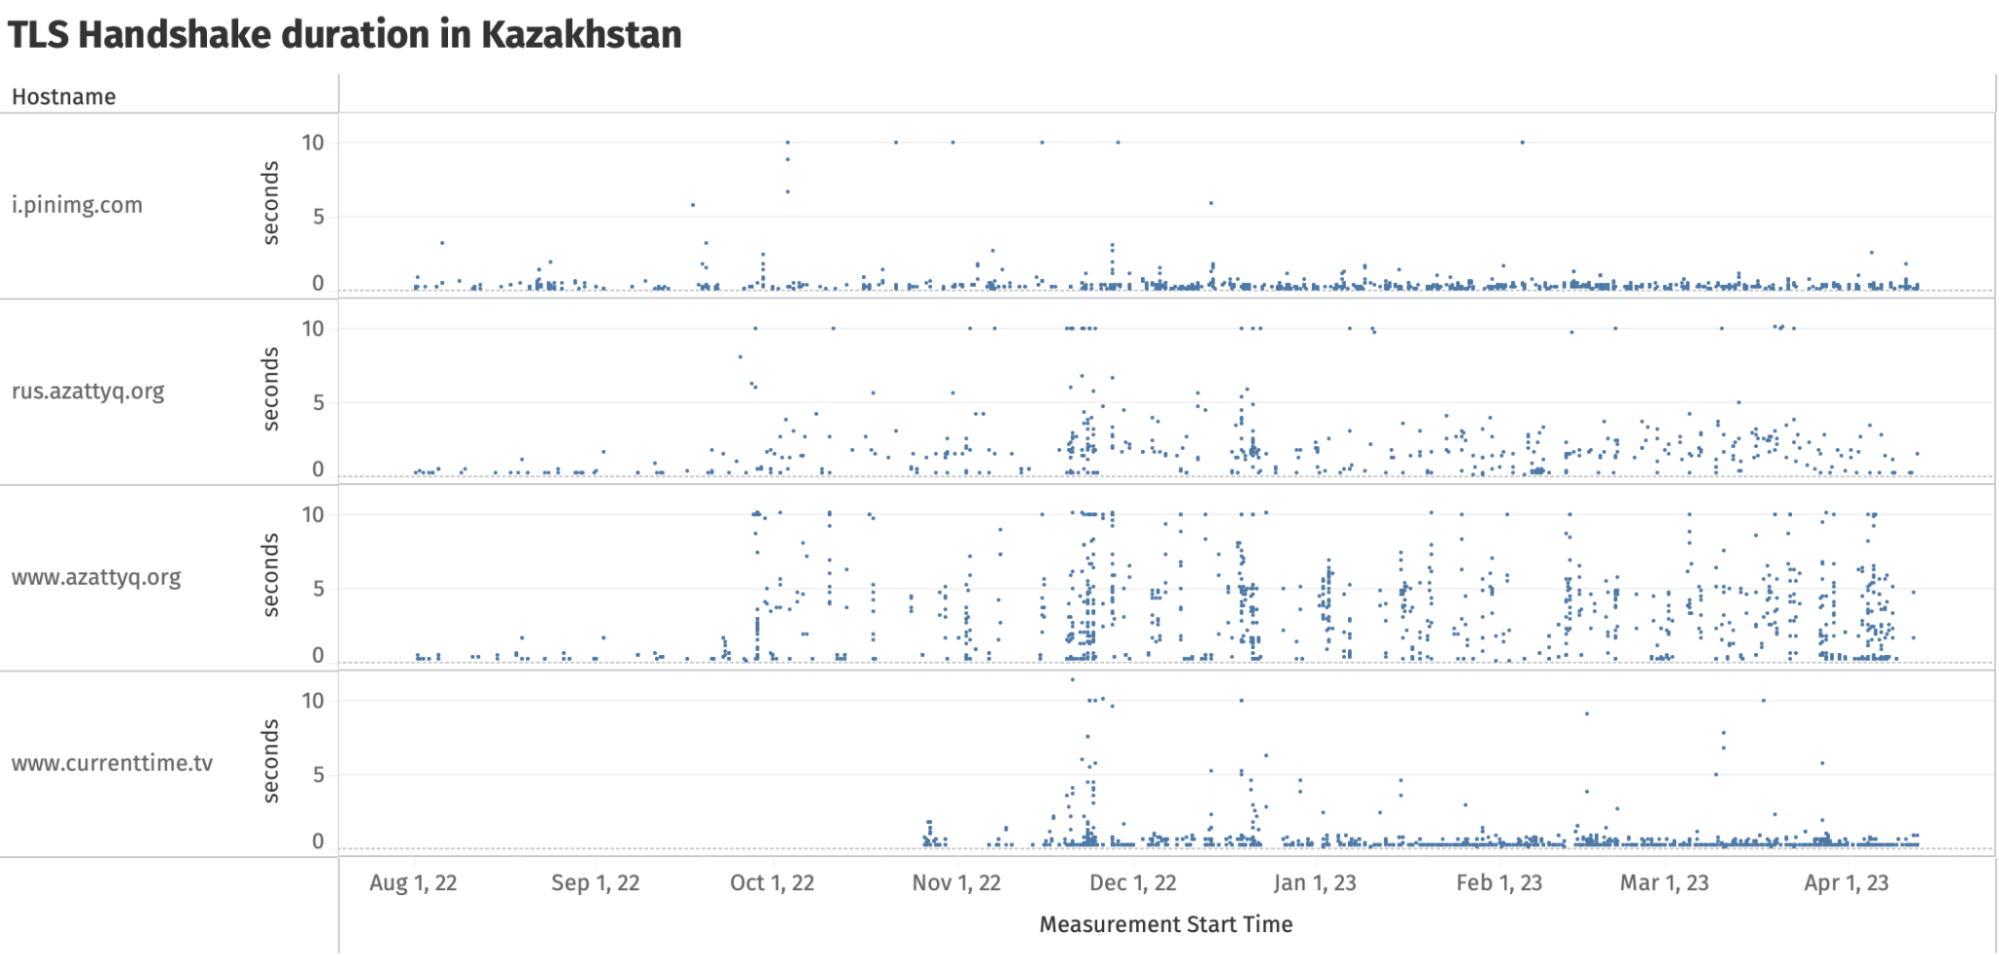 TLS Handshake duration in Kazakhstan
Hostname
i.pinimg.com
seconds
10
5
0
rus.azattyq.org
seconds
10
5
0
www.azattyq.org
seconds
10
5
0
www.currenttime.tv
seconds
10
5
0
Aug 1, 22 Sep 1, 22 Oct 1, 22 Nov 1, 22 Dec 1, 22 Jan 1, 23 Feb 1, 23 Mar 1, 23 Apr 1, 23
Measurement Start Time